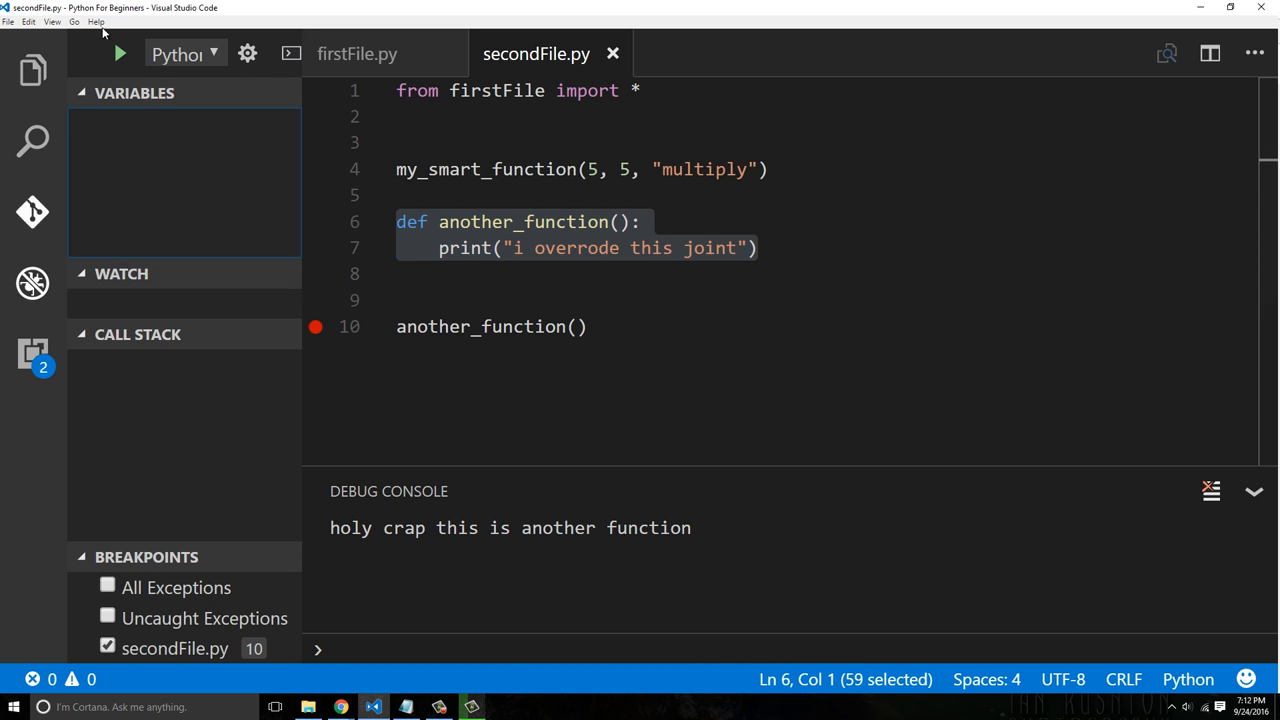 secondFile.py - Python For Beginners - Visual Studio Code
File Edit View Go Help
Pythoı
firstFile.py
secondFile.py
VARIABLES
WATCH
CALL STACK
BREAKPOINTS
All Exceptions
Uncaught Exceptions
secondFile.py 10
2
1 from firstFile import *
2
3
4 my_smart_function(5, 5, "multiply")
5
6 def another_function():
7 print("i overrode this joint")
8
9
10 another_function()
DEBUG CONSOLE
holy crap this is another function
0 0 Ln 6, Col 1 (59 selected) Spaces: 4 UTF-8 CRLF Python
I'm Cortana. Ask me anything.
7:12 PM
9/24/2016